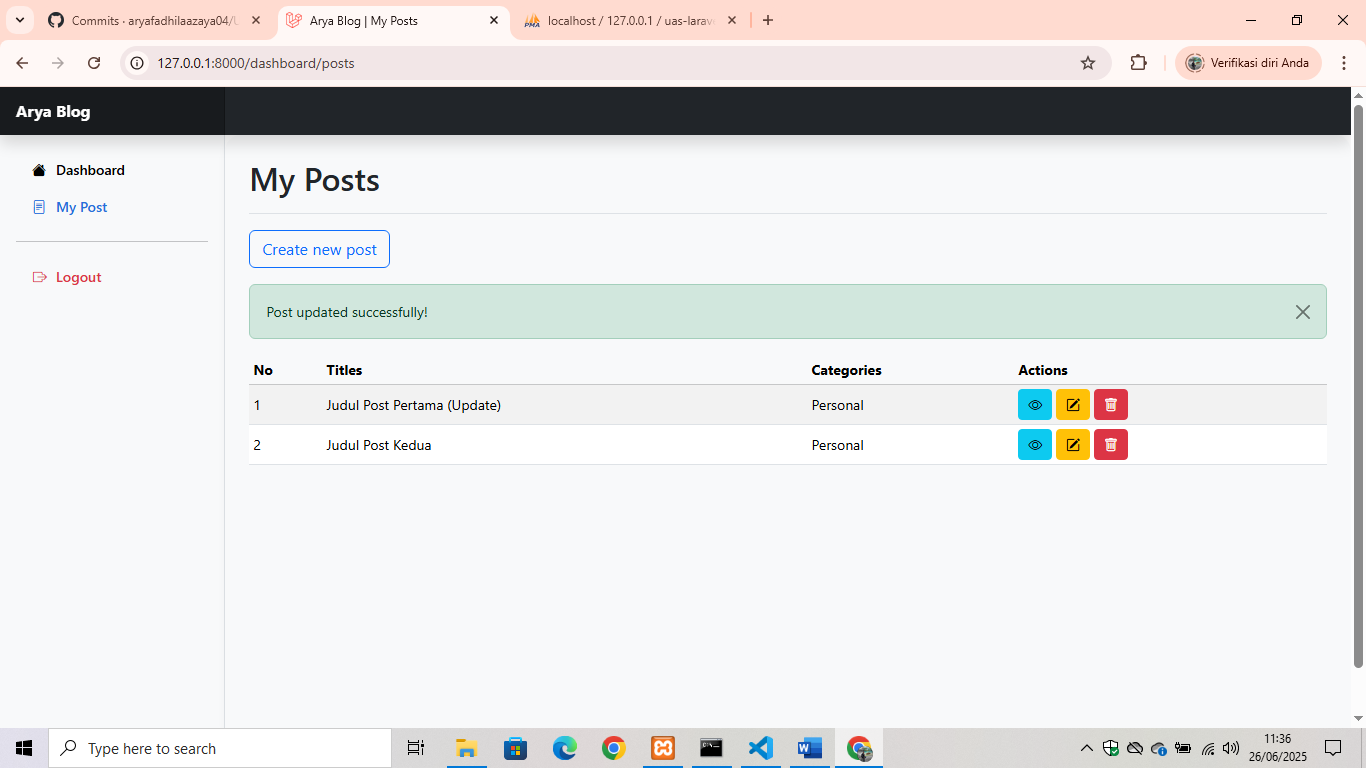 Commits · aryafadhilaazaya04/U
Arya Blog | My Posts
localhost / 127.0.0.1 / uas-larave
127.0.0.1:8000/dashboard/posts
Verifikasi diri Anda
Arya Blog
Dashboard
My Post
Logout
My Posts
Create new post
Post updated successfully!
No Titles Categories Actions
1 Judul Post Pertama (Update) Personal
2 Judul Post Kedua Personal
Type here to search
11:36
26/06/2025